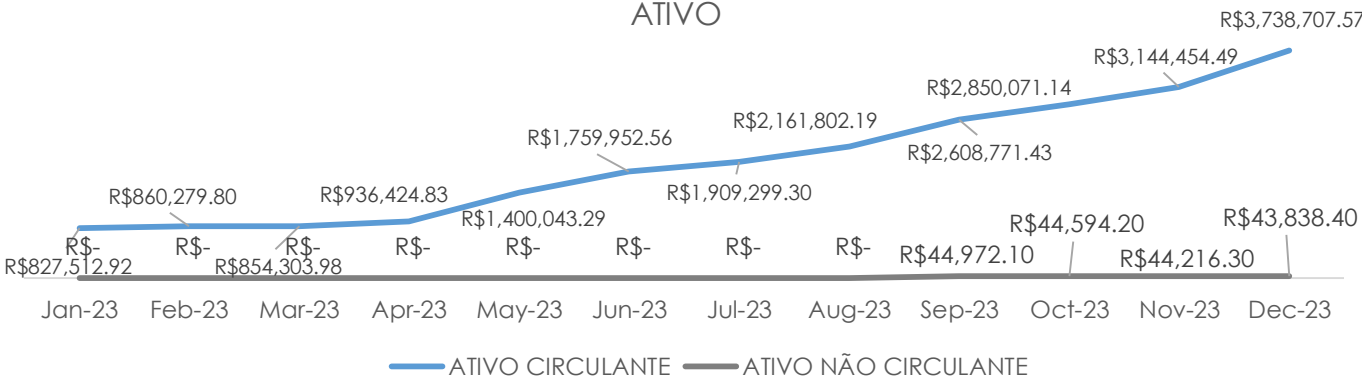 ATIVO
R$3,738,707.57
R$3,144,454.49
R$2,850,071.14
R$2,161,802.19
R$1,759,952.56
R$2,608,771.43
R$1,909,299.30
R$936,424.83
R$860,279.80
R$1,400,043.29
R$43,838.40
R$44,594.20
R$- R$- R$- R$- R$- R$- R$- R$- R$44,972.10 R$44,216.30
R$827,512.92 R$854,303.98
Jan-23 Feb-23 Mar-23 Apr-23 May-23 Jun-23 Jul-23 Aug-23 Sep-23 Oct-23 Nov-23 Dec-23
ATIVO CIRCULANTE ATIVO NÃO CIRCULANTE